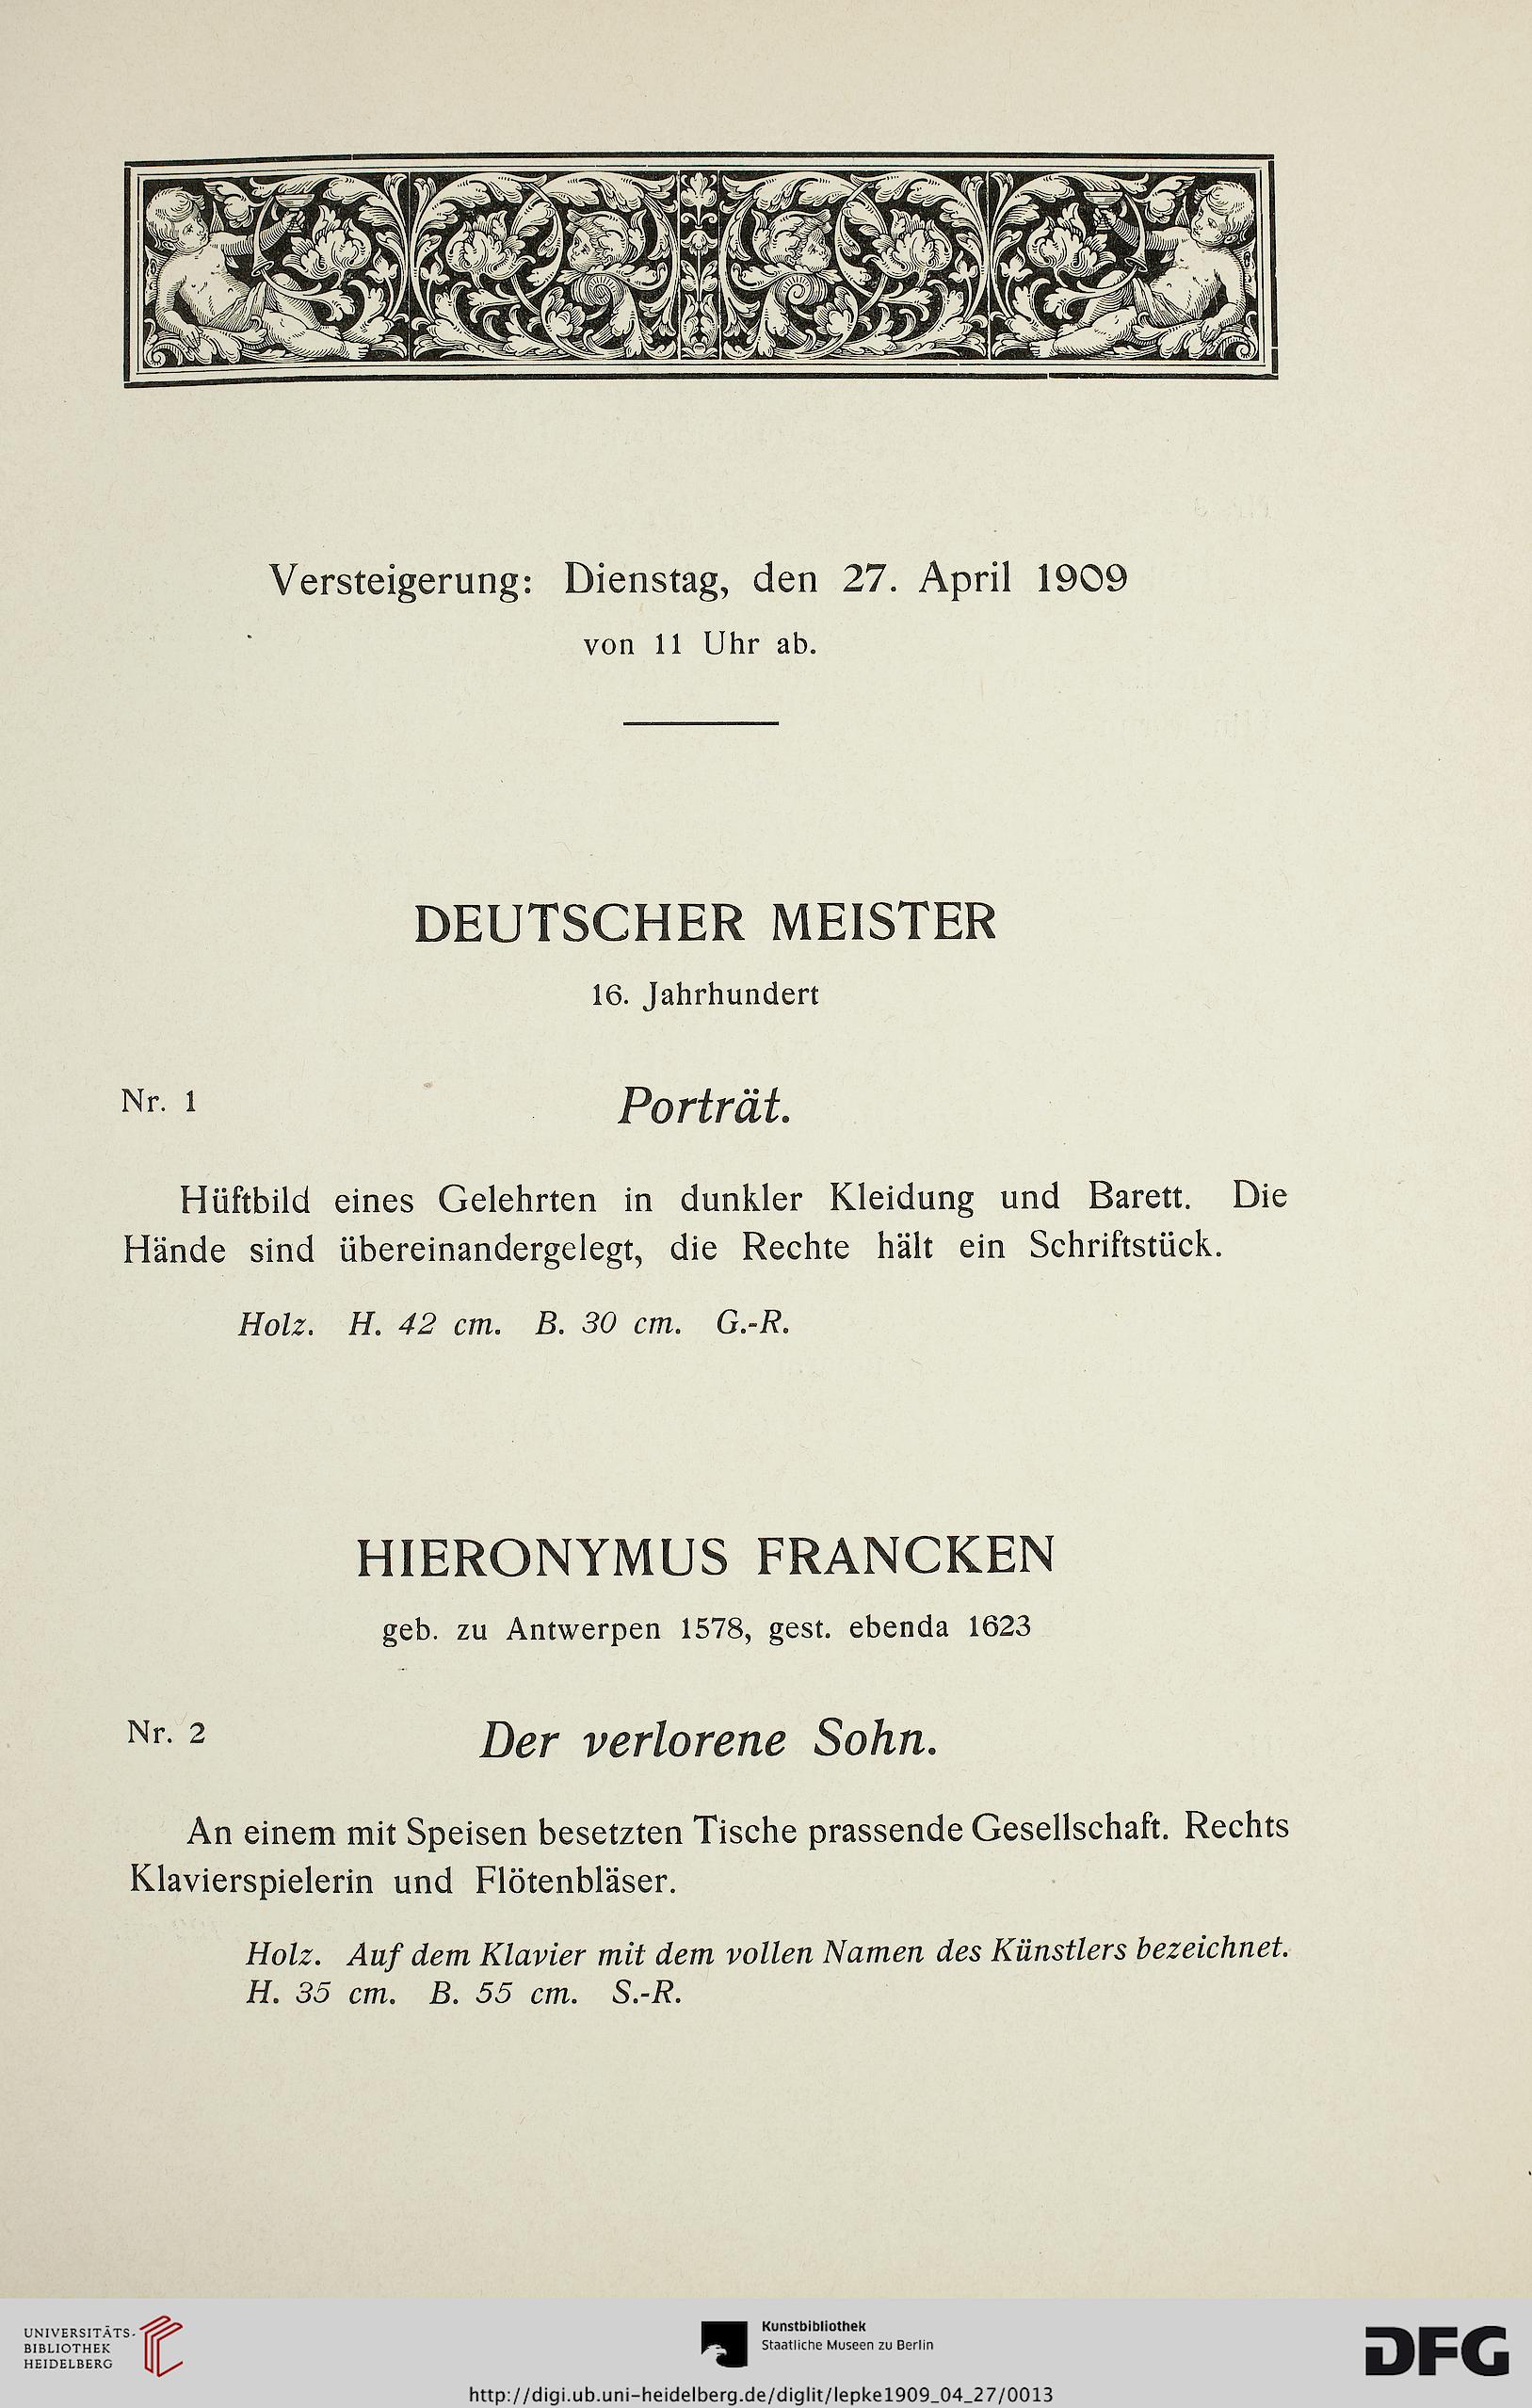 Versteigerung: Dienstag, den 27. April 1909
von 11 Uhr ab.
DEUTSCHER MEISTER
16. Jahrhundert
Nr. 1 Porträt.
Hüftbild eines Gelehrten in dunkler Kleidung und Barett. Die
Hände sind übereinandergelegt, die Rechte hält ein Schriftstück.
Holz. H. 42 cm. B. 30 cm. G.-R.
HIERONYMUS FRANCKEN
geb. zu Antwerpen 1578, gest. ebenda 1623
Nr. 2 Der verlorene Sohn.
An einem mit Speisen besetzten Tische prassende Gesellschaft. Rechts
Klavierspielerin und Flötenbläser.
Holz. Auf dem Klavier mit dem vollen Namen des Künstlers bezeichnet.
H. 35 cm. B. 55 cm. S.-R.
UNIVERSITÄTS-
BIBLIOTHEK
HEIDELBERG
Kunstbibliothek
Staatliche Museen zu Berlin
DFG
http://digi.ub.uni-heidelberg.de/diglit/lepke1909_04_27/0013